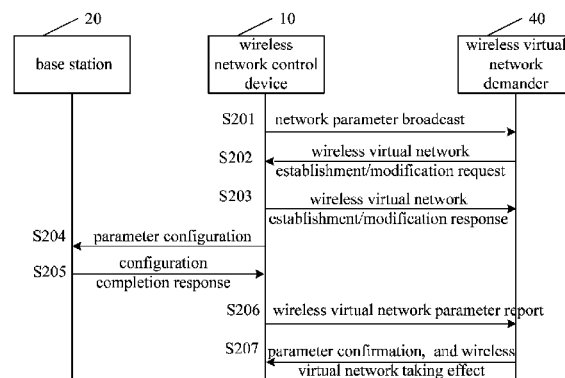 20
10
40
base station
wireless
network control
device
wireless virtual
network
demander
S201
network parameter broadcast
S202
wireless virtual network
establishment/modification request
S203
wireless virtual network
establishment/modification response
S204
parameter configuration
S205
configuration
completion response
S206
wireless virtual network parameter report
S207
parameter confirmation, and wireless
virtual network taking effect